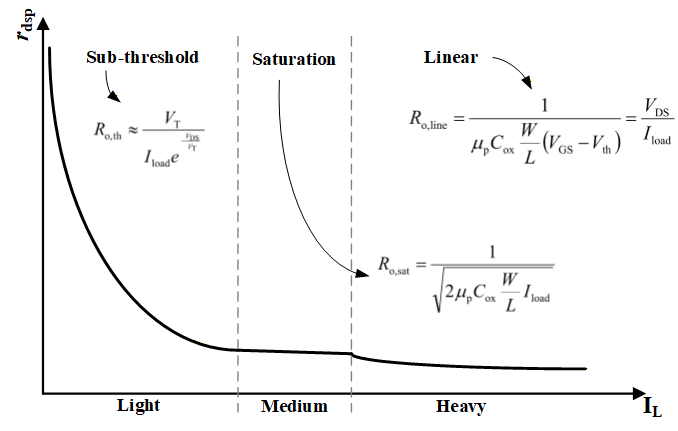 r_dsp
Sub-threshold Saturation Linear
R_o,th ≈ V_T / (I_load e^(V_DS/V_T))
R_o,line = 1 / (μ_p C_ox W/L (V_GS − V_th)) = V_DS / I_load
R_o,sat = 1 / √(2μ_p C_ox W/L I_load)
Light Medium Heavy I_L